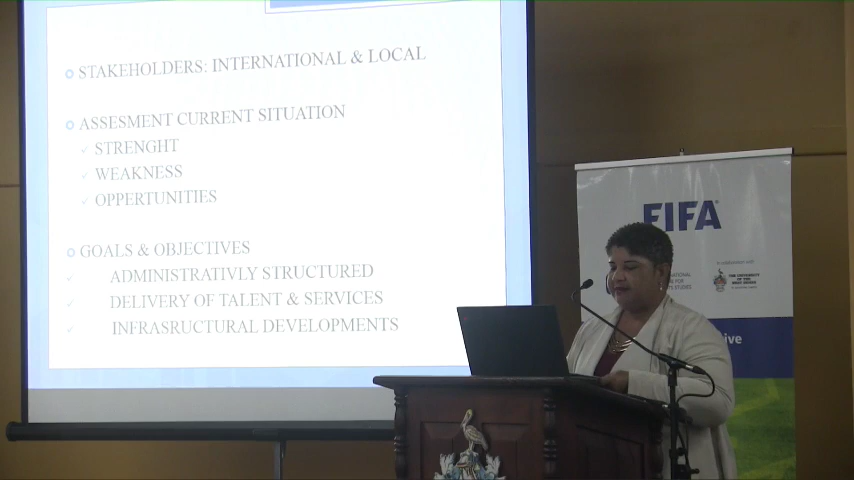 STAKEHOLDERS: INTERNATIONAL & LOCAL
ASSESMENT CURRENT SITUATION
STRENGHT
WEAKNESS
OPPERTUNITIES
GOALS & OBJECTIVES
ADMINISTRATIVLY STRUCTURED
DELIVERY OF TALENT & SERVICES
INFRASRUCTURAL DEVELOPMENTS
FIFA
THE UNIVERSITY
OF THE
WEST INDIES